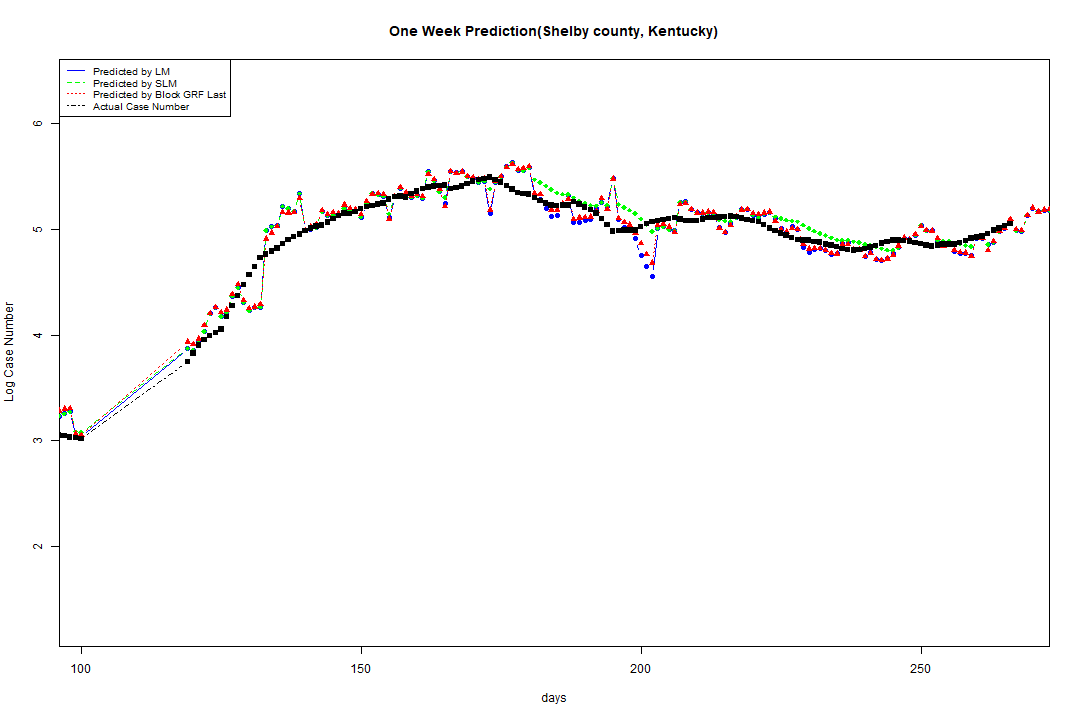 One Week Prediction(Shelby county, Kentucky)
Predicted by LM
Predicted by SLM
Predicted by Block GRF Last
Actual Case Number
6
5
4
3
2
Log Case Number
100 150 200 250
days